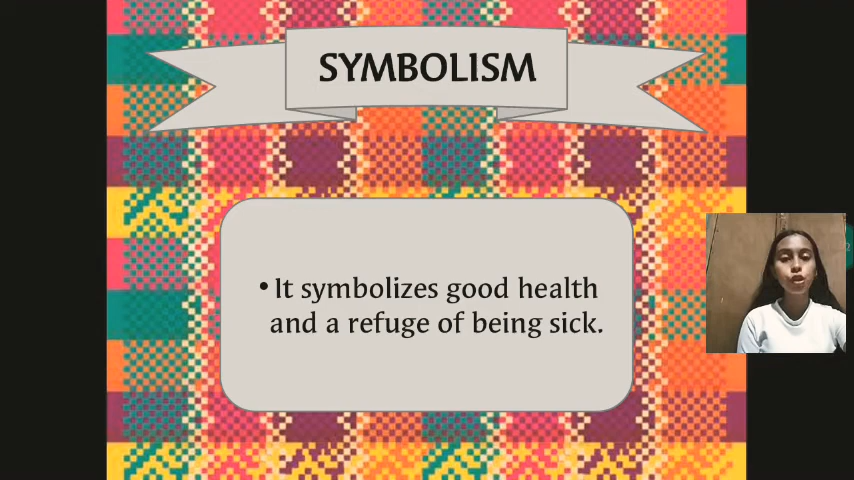 SYMBOLISM
• It symbolizes good health
and a refuge of being sick.